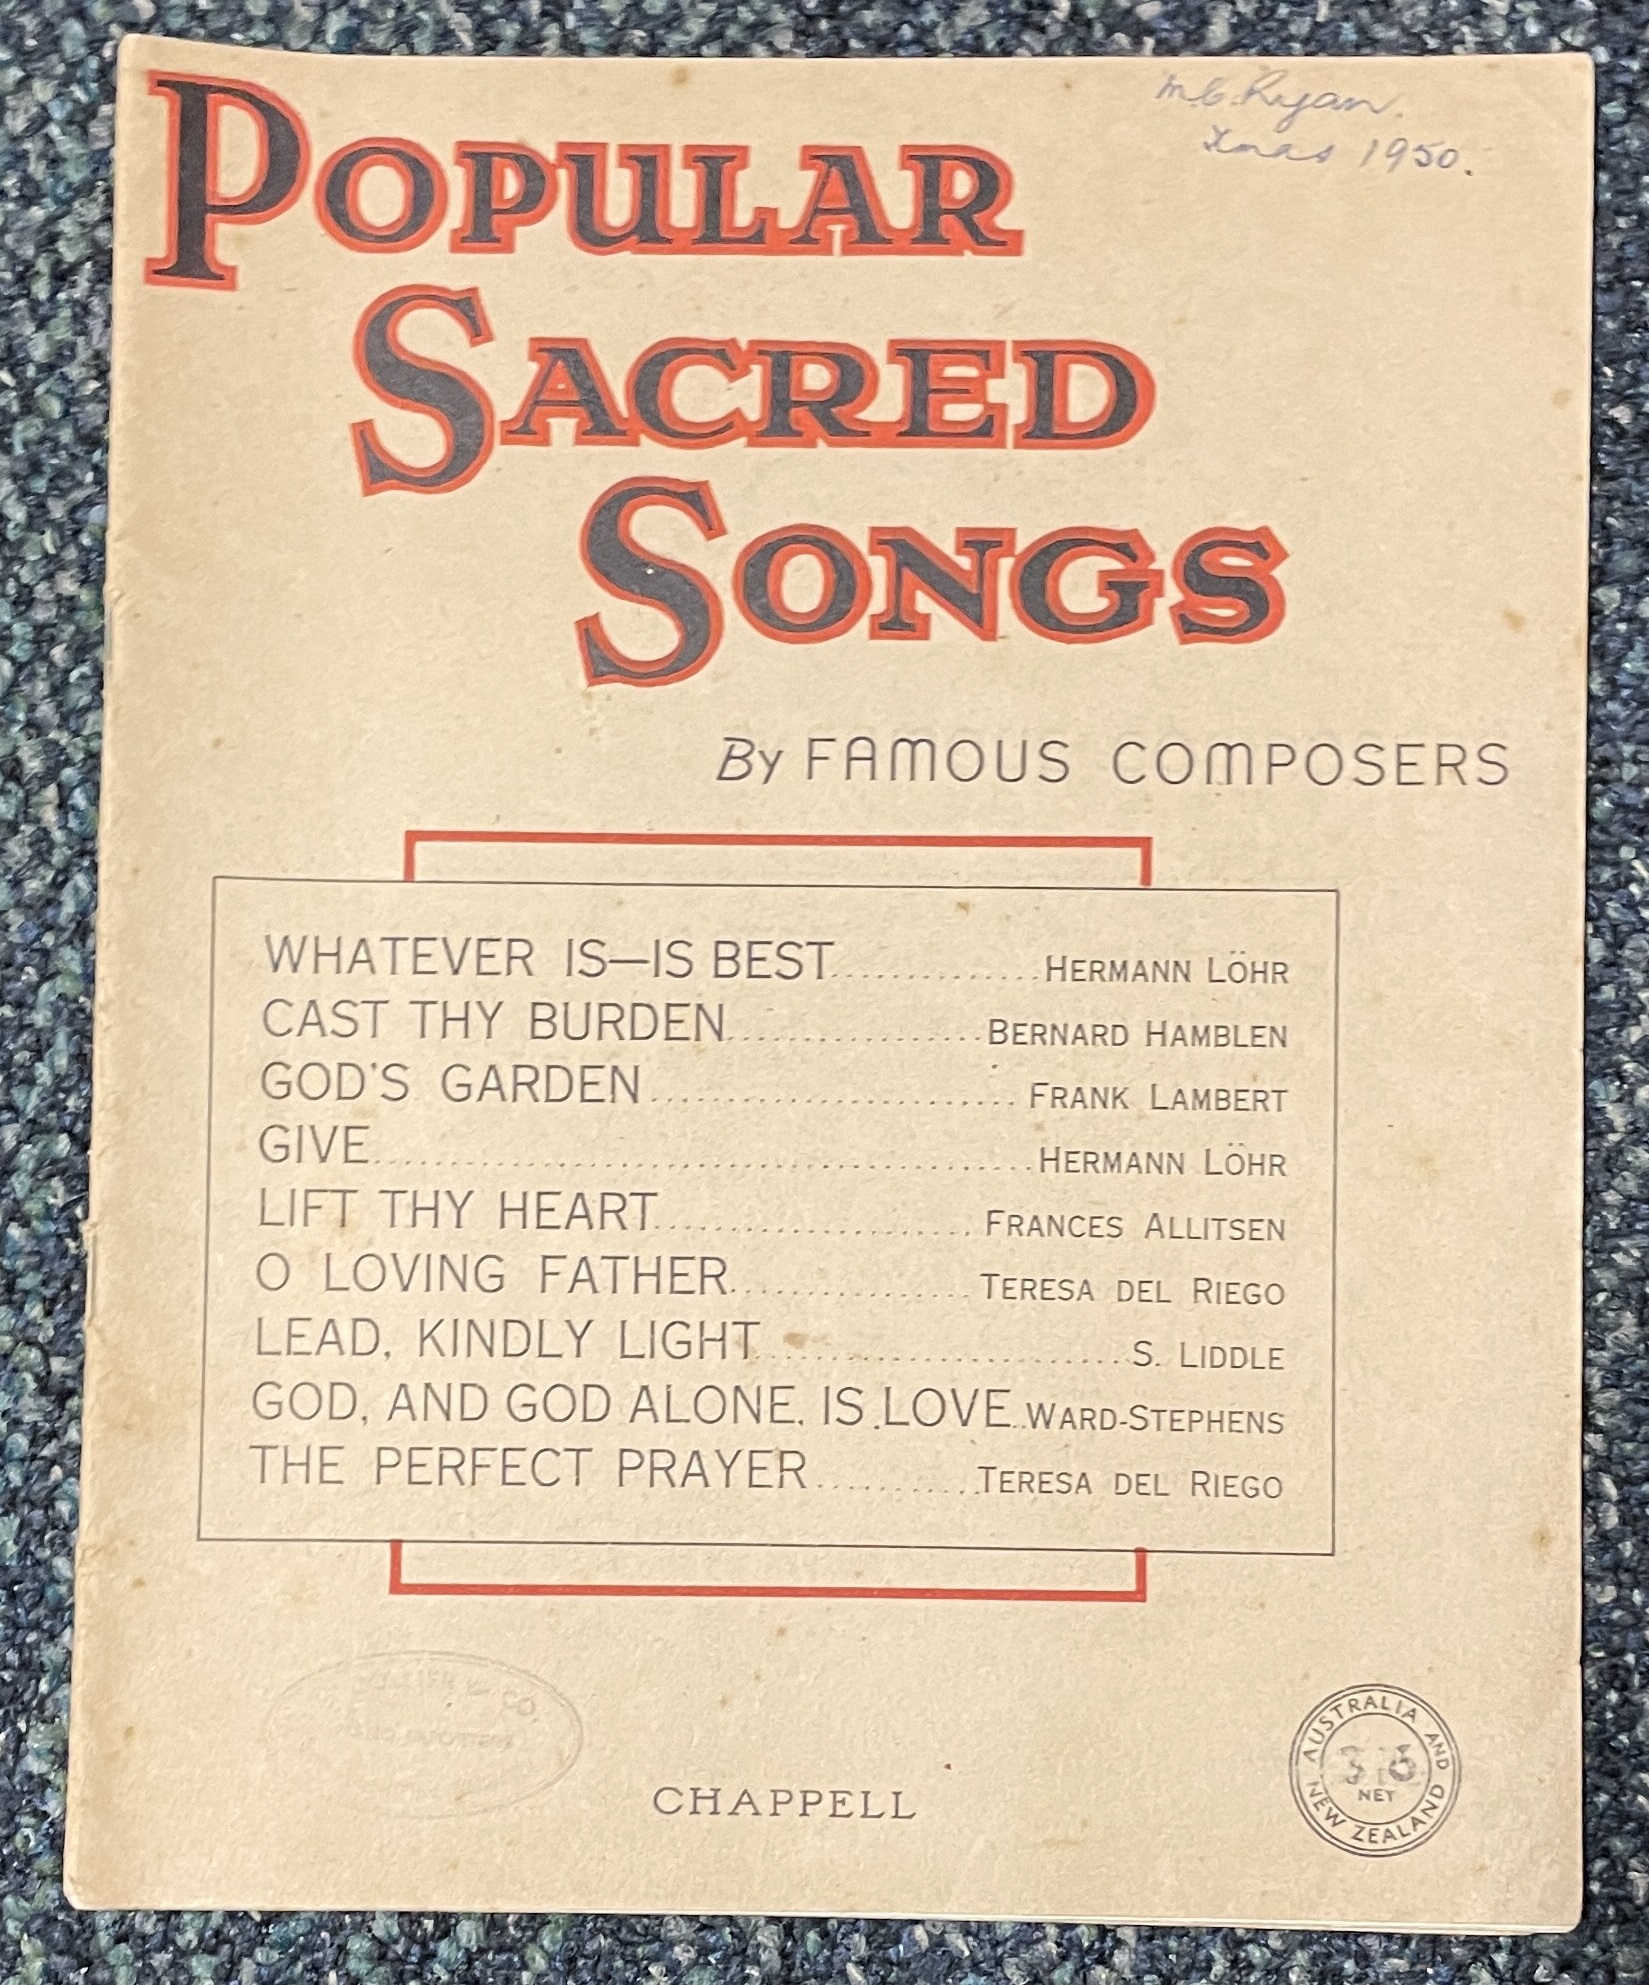 M.C. Ryan.
Xmas 1950.
POPULAR
SACRED
SONGS
By FAMOUS COMPOSERS
WHATEVER IS—IS BEST..............HERMANN LÖHR
CAST THY BURDEN.................BERNARD HAMBLEN
GOD'S GARDEN........................FRANK LAMBERT
GIVE............................................HERMANN LÖHR
LIFT THY HEART.....................FRANCES ALLITSEN
O LOVING FATHER................TERESA DEL RIEGO
LEAD, KINDLY LIGHT.........................S. LIDDLE
GOD, AND GOD ALONE, IS LOVE..WARD-STEPHENS
THE PERFECT PRAYER...........TERESA DEL RIEGO
CHAPPELL
AUSTRALIA AND NEW ZEALAND
3/6
NET